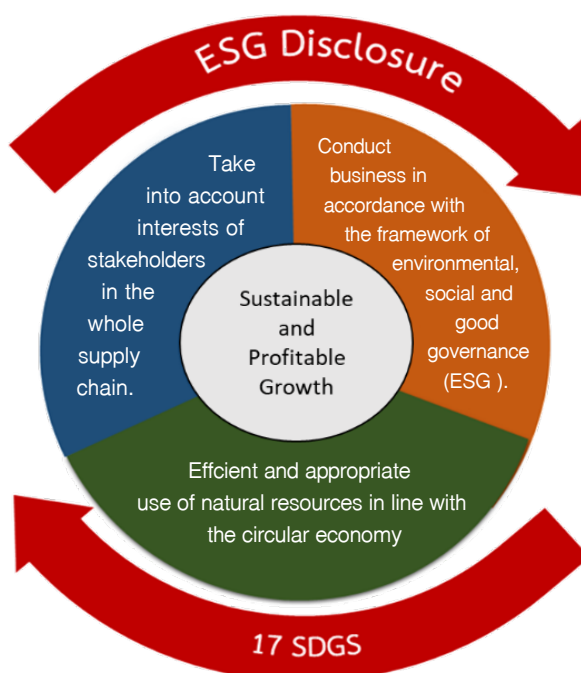 ESG Disclosure
Take
into account
interests of
stakeholders
in the
whole
supply
chain.
Conduct
business in
accordance with
the framework of
environmental,
social and
good
governance
(ESG ).
Sustainable
and
Profitable
Growth
Effcient and appropriate
use of natural resources in line with
the circular economy
17 SDGS